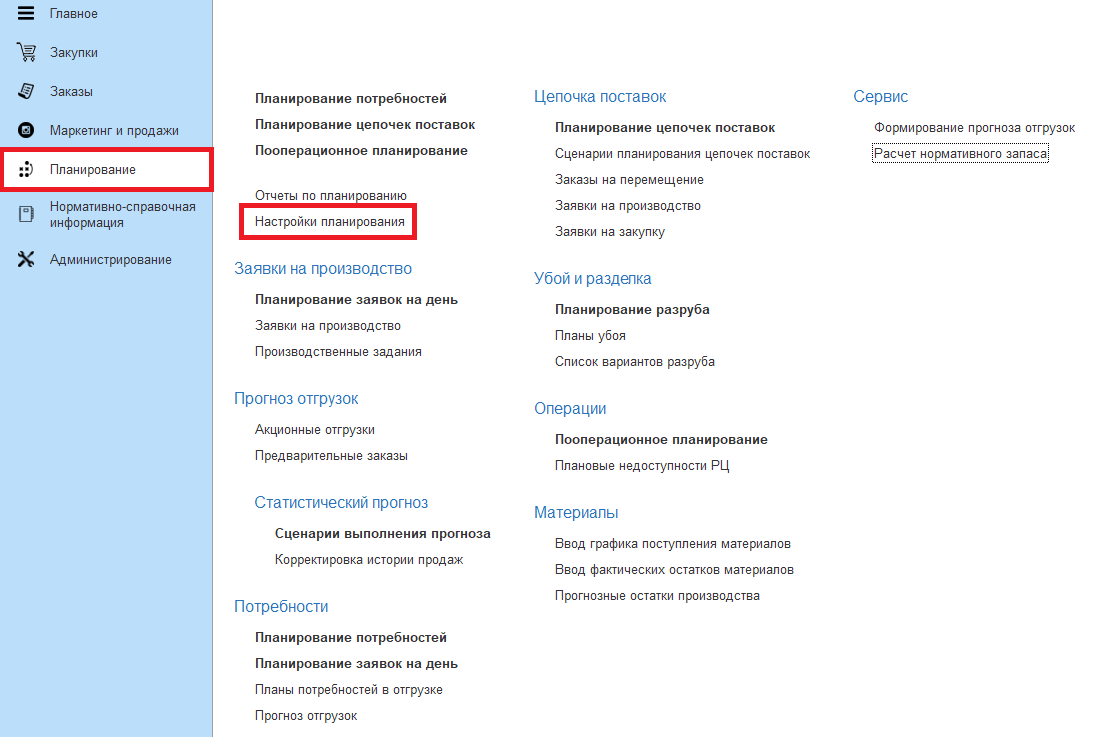 Главное
Закупки
Заказы
Маркетинг и продажи
Планирование
Нормативно-справочная
информация
Администрирование
Планирование потребностей
Планирование цепочек поставок
Пооперационное планирование
Отчеты по планированию
Настройки планирования
Заявки на производство
Планирование заявок на день
Заявки на производство
Производственные задания
Прогноз отгрузок
Акционные отгрузки
Предварительные заказы
Статистический прогноз
Сценарии выполнения прогноза
Корректировка истории продаж
Потребности
Планирование потребностей
Планирование заявок на день
Планы потребностей в отгрузке
Прогноз отгрузок
Цепочка поставок
Планирование цепочек поставок
Сценарии планирования цепочек поставок
Заказы на перемещение
Заявки на производство
Заявки на закупку
Убой и разделка
Планирование разруба
Планы убоя
Список вариантов разруба
Операции
Пооперационное планирование
Плановые недоступности РЦ
Материалы
Ввод графика поступления материалов
Ввод фактических остатков материалов
Прогнозные остатки производства
Сервис
Формирование прогноза отгрузок
Расчет нормативного запаса